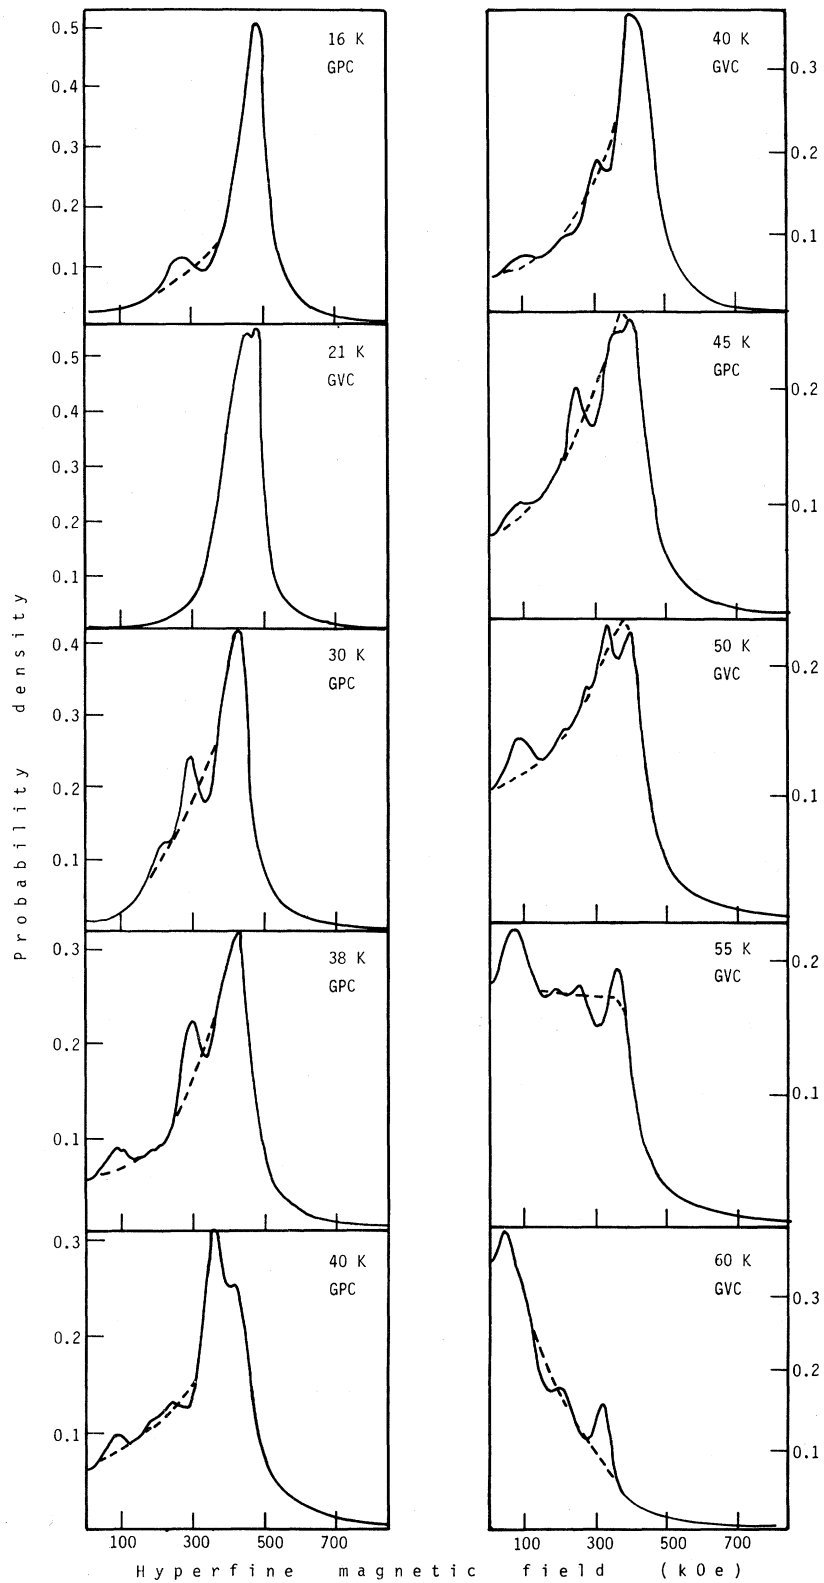 Probability density
0.5
0.4
0.3
0.2
0.1
16 K
GPC
0.5
0.4
0.3
0.2
0.1
21 K
GVC
0.4
0.3
0.2
0.1
30 K
GPC
0.3
0.2
0.1
38 K
GPC
0.3
0.2
0.1
40 K
GPC
100 300 500 700
40 K
GVC
0.3
0.2
0.1
45 K
GPC
0.2
0.1
50 K
GVC
0.2
0.1
55 K
GVC
0.2
0.1
60 K
GVC
0.3
0.2
0.1
100 300 500 700
Hyperfine magnetic field (kOe)